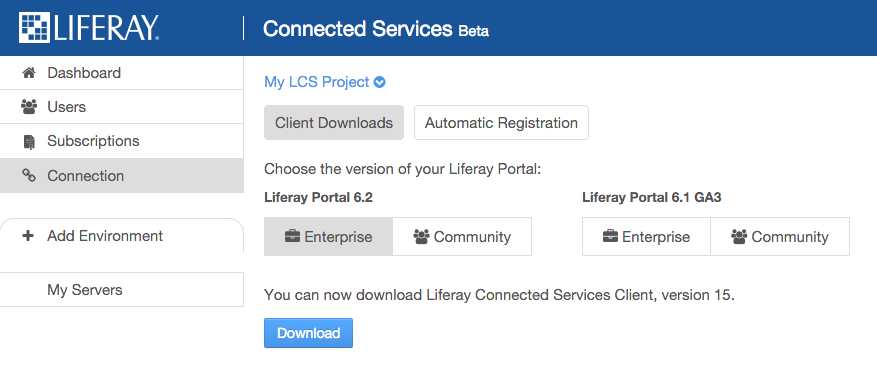 LIFERAY.
Connected Services Beta
Dashboard
Users
Subscriptions
Connection
Add Environment
My Servers
My LCS Project
Client Downloads
Automatic Registration
Choose the version of your Liferay Portal:
Liferay Portal 6.2
Enterprise
Community
Liferay Portal 6.1 GA3
Enterprise
Community
You can now download Liferay Connected Services Client, version 15.
Download